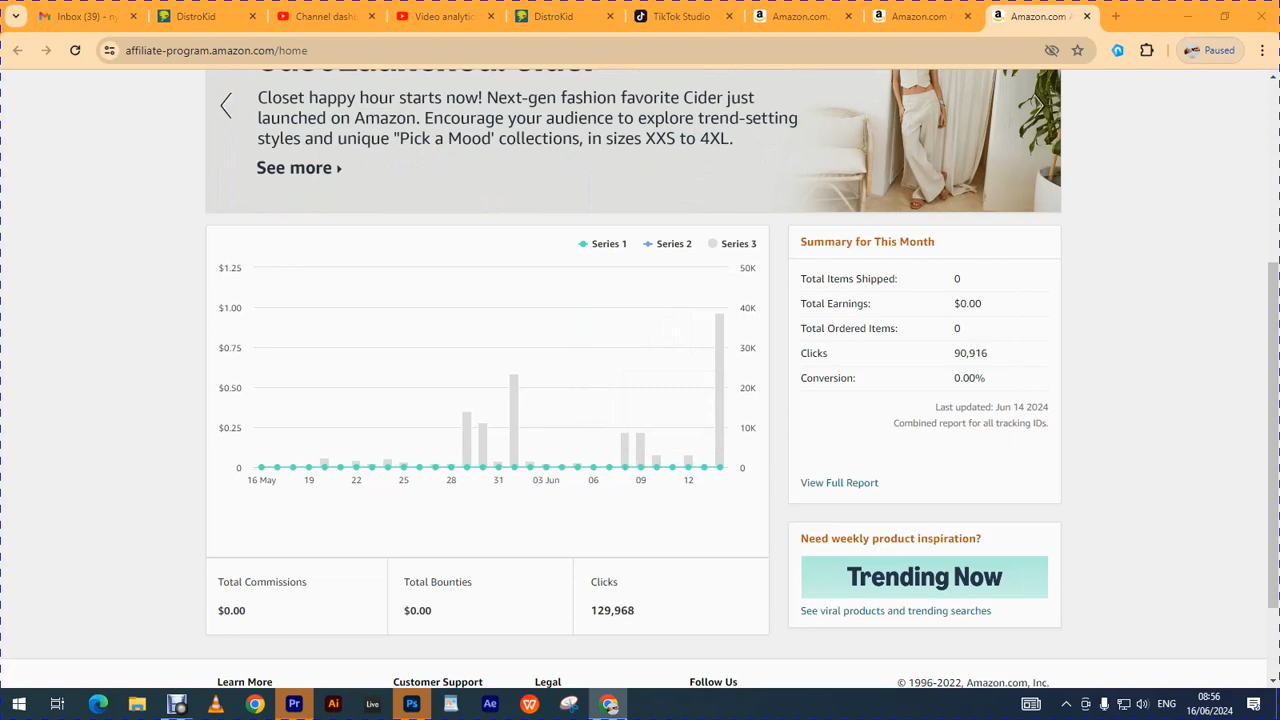 Inbox (39) - ny
DistroKid
Channel dash
Video analytic
DistroKid
TikTok Studio
Amazon.com.
Amazon.com
Amazon.com A
affiliate-program.amazon.com/home
Paused
Closet happy hour starts now! Next-gen fashion favorite Cider just
launched on Amazon. Encourage your audience to explore trend-setting
styles and unique "Pick a Mood' collections, in sizes XXS to 4XL.
See more
Series 1 Series 2 Series 3
$1.25 50K
$1.00 40K
$0.75 30K
$0.50 20K
$0.25 10K
0 0
16 May 19 22 25 28 31 03 Jun 06 09 12
Total Commissions
$0.00
Total Bounties
$0.00
Clicks
129,968
Summary for This Month
Total Items Shipped: 0
Total Earnings: $0.00
Total Ordered Items: 0
Clicks 90,916
Conversion: 0.00%
Last updated: Jun 14 2024
Combined report for all tracking IDs.
View Full Report
Need weekly product inspiration?
Trending Now
See viral products and trending searches
Learn More Customer Support Legal Follow Us © 1996-2022, Amazon.com, Inc.
Pr Ai Live Ps Ae W
ENG
08:56
16/06/2024